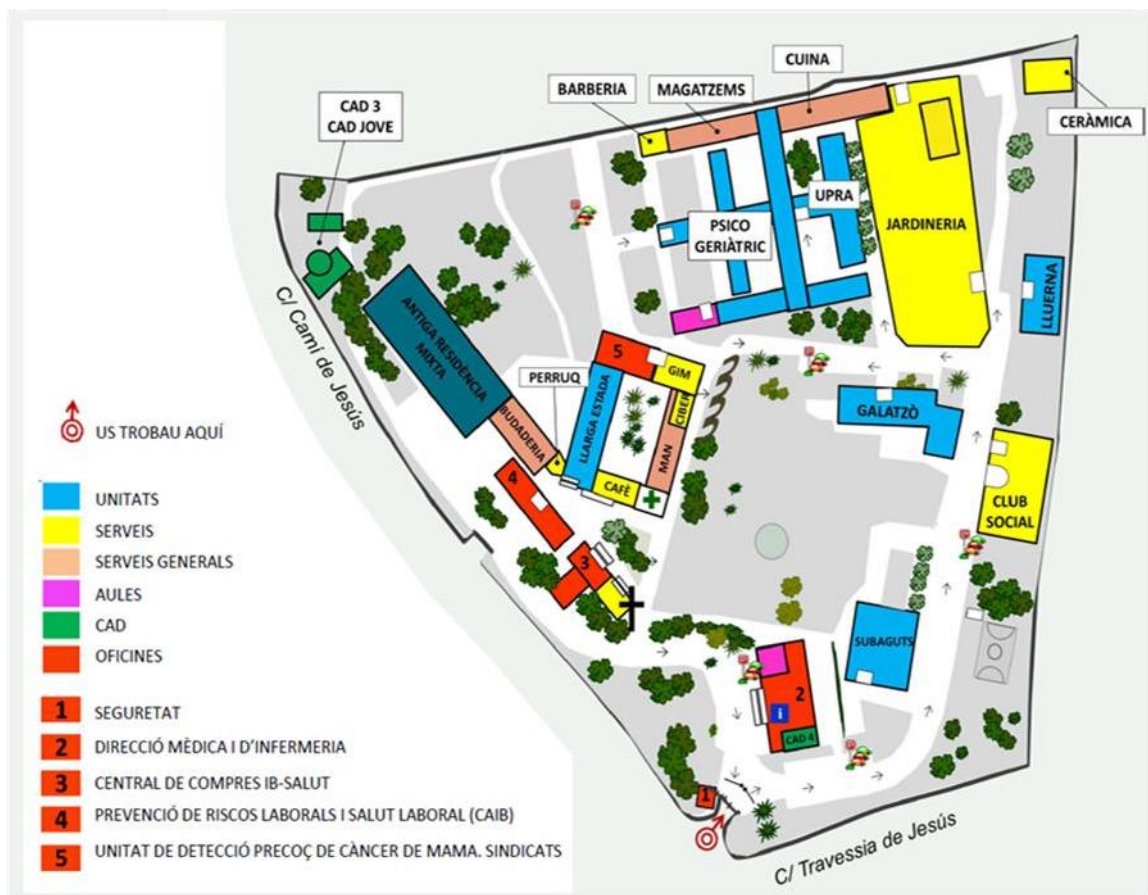 CUINA
BARBERIA
MAGATZEMS
CAD 3
CAD JOVE
CERÀMICA
UPRA
PSICO
GERIÀTRIC
JARDINERIA
LLUERNA
C/ Camí de Jesús
ANTIGA RESIDÈNCIA
MIXTA
5
GIM
PERRUQ
CIBER
BUGADERIA
LLARGA ESTADA
MAN
GALATZÒ
US TROBAU AQUÍ
4
CAFÈ
CLUB
SOCIAL
UNITATS
SERVEIS
SERVEIS GENERALS
3
AULES
CAD
SUBAGUTS
OFICINES
2
i
CAD 4
1 SEGURETAT
2 DIRECCIÓ MÈDICA I D'INFERMERIA
3 CENTRAL DE COMPRES IB-SALUT
4 PREVENCIÓ DE RISCOS LABORALS I SALUT LABORAL (CAIB)
5 UNITAT DE DETECCIÓ PRECOÇ DE CÀNCER DE MAMA. SINDICATS
1
C/ Travessia de Jesús